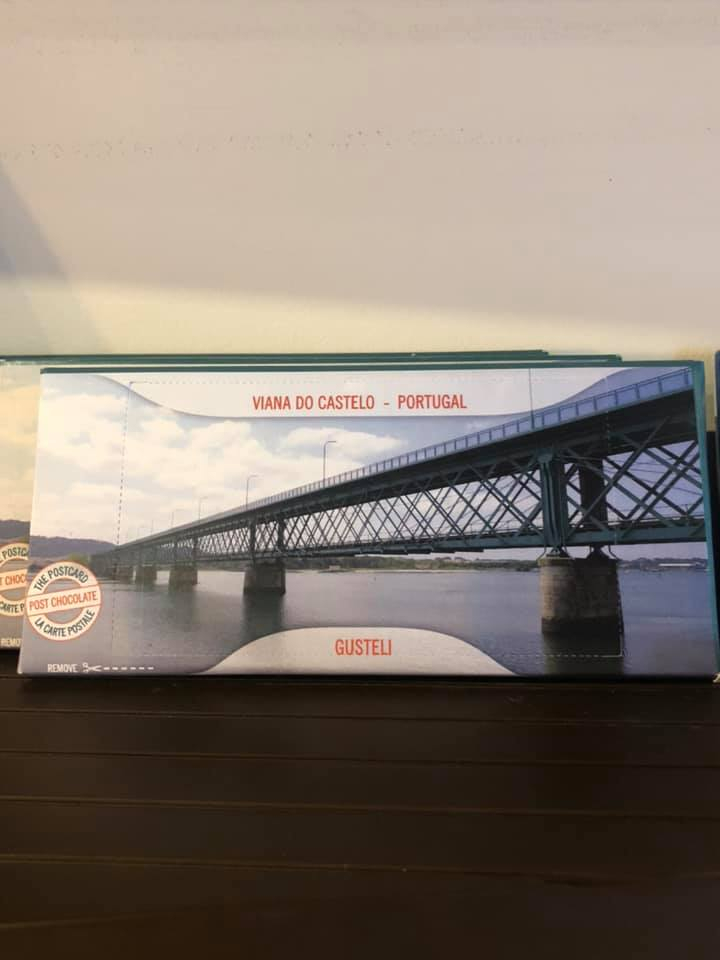 VIANA DO CASTELO - PORTUGAL
THE POSTCARD
POST CHOCOLATE
LA CARTE POSTALE
GUSTELI
REMOVE